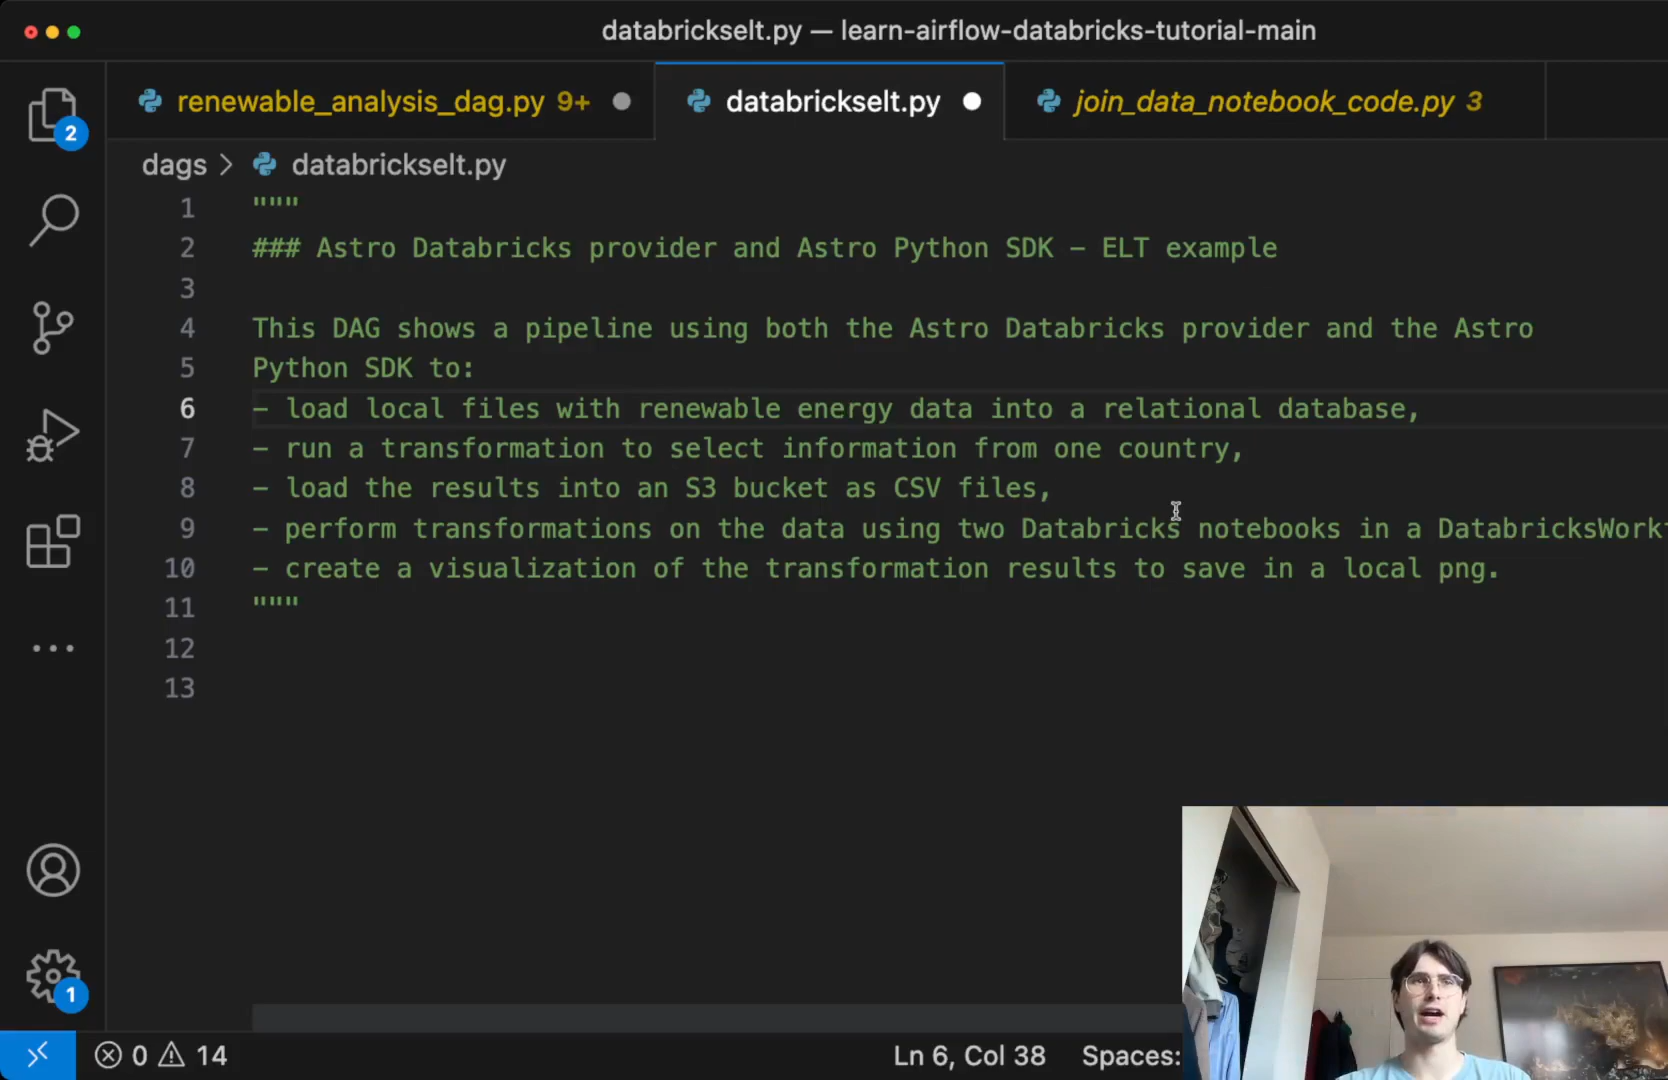 databrickselt.py — learn-airflow-databricks-tutorial-main
renewable_analysis_dag.py 9+
databrickselt.py
join_data_notebook_code.py 3
2
dags > databrickselt.py
1 """
2 ### Astro Databricks provider and Astro Python SDK – ELT example
3
4 This DAG shows a pipeline using both the Astro Databricks provider and the Astro
5 Python SDK to:
6 – load local files with renewable energy data into a relational database,
7 – run a transformation to select information from one country,
8 – load the results into an S3 bucket as CSV files,
9 – perform transformations on the data using two Databricks notebooks in a DatabricksWork
10 – create a visualization of the transformation results to save in a local png.
11 """
12
13
1
0 14
Ln 6, Col 38
Spaces: